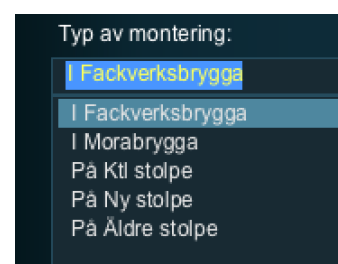 Typ av montering:
I Fackverksbrygga
I Fackverksbrygga
I Morabrygga
På Ktl stolpe
På Ny stolpe
På Äldre stolpe